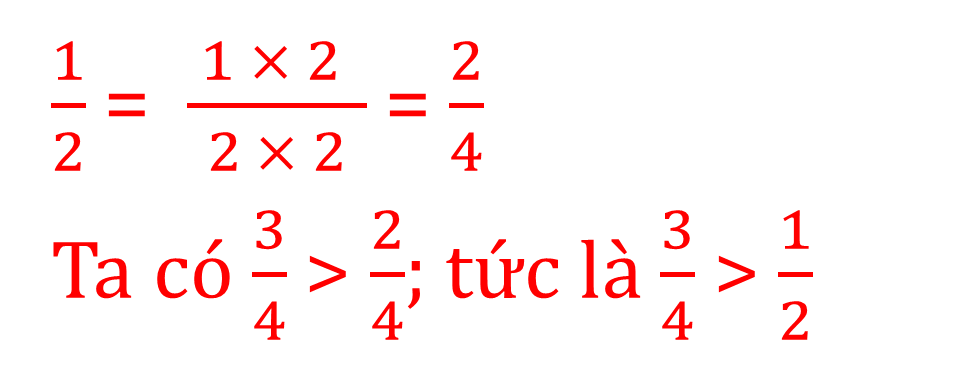 1/2 = (1 × 2)/(2 × 2) = 2/4
Ta có 3/4 > 2/4; tức là 3/4 > 1/2